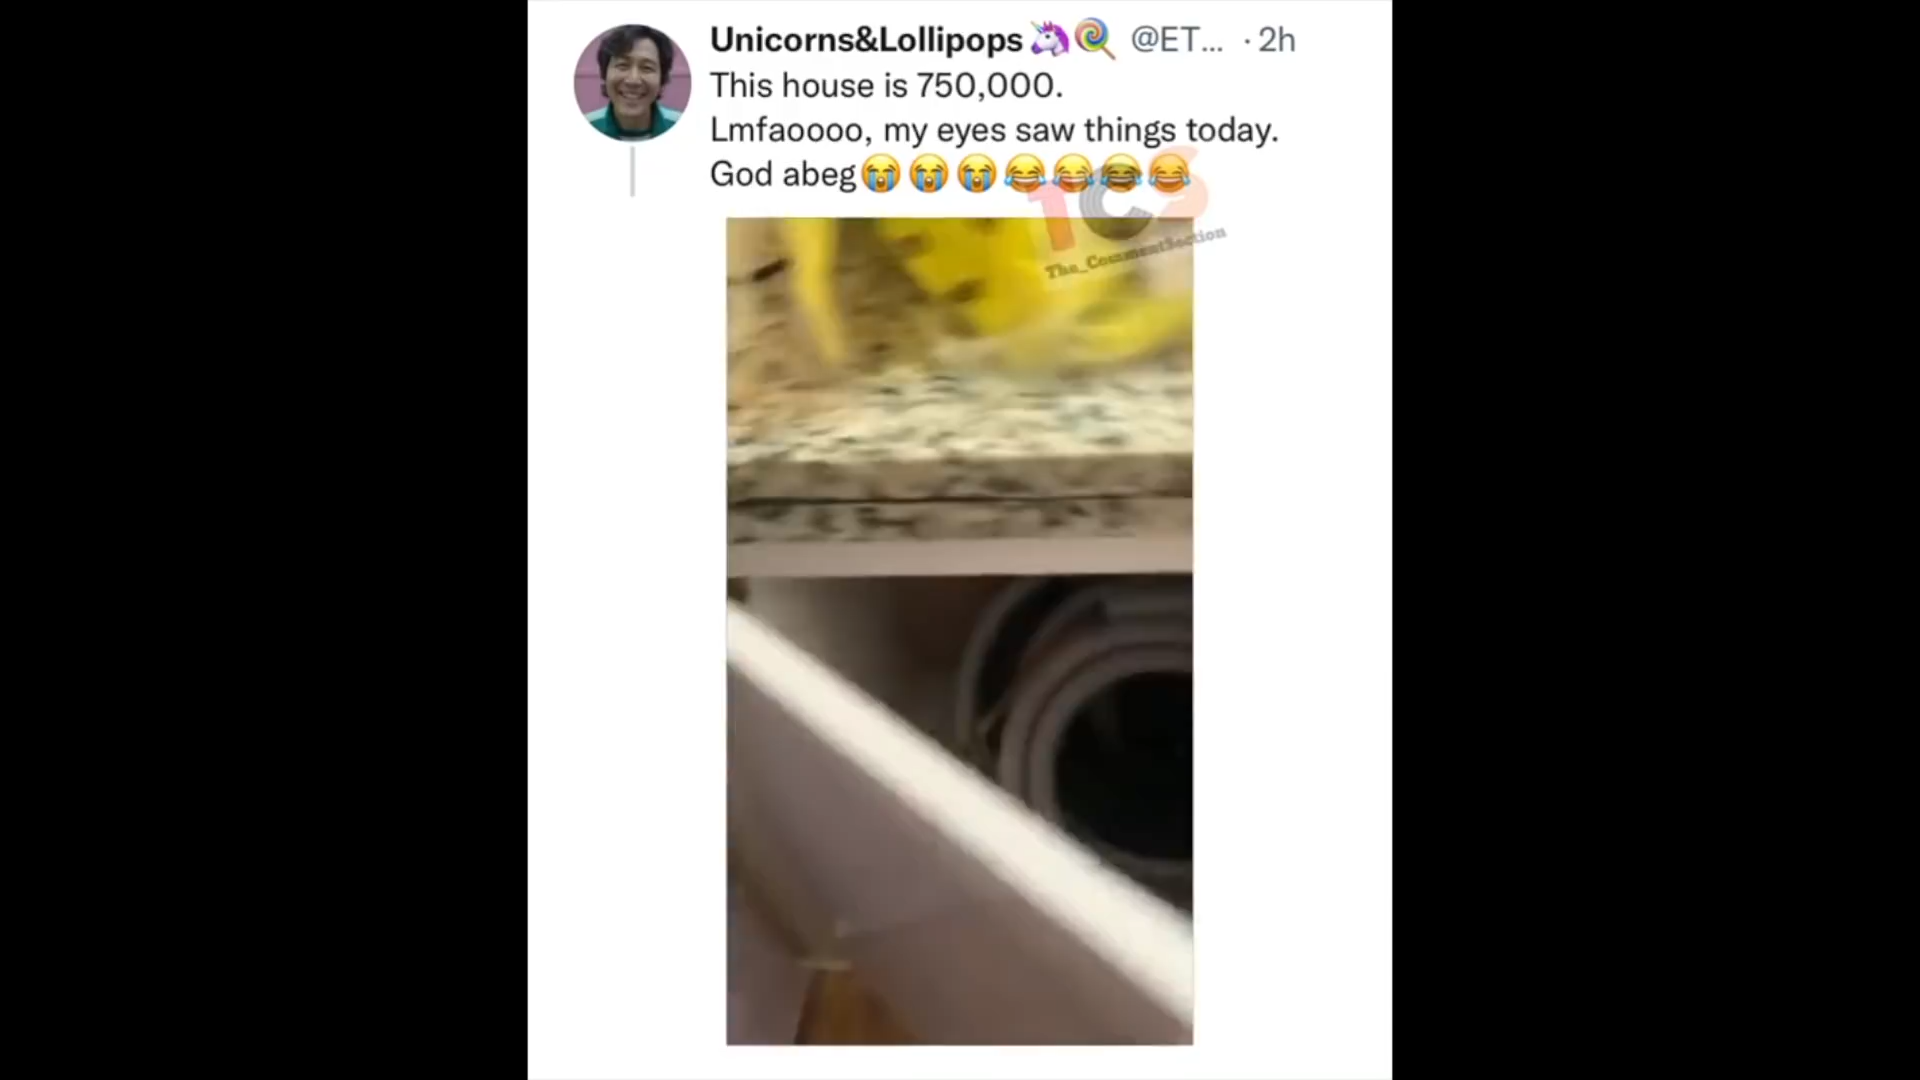 Unicorns&Lollipops🦄🍭 @ET... · 2h
This house is 750,000.
Lmfaoooo, my eyes saw things today.
God abeg😭😭😭😂😂😂😂
TCS
The_CommentSection